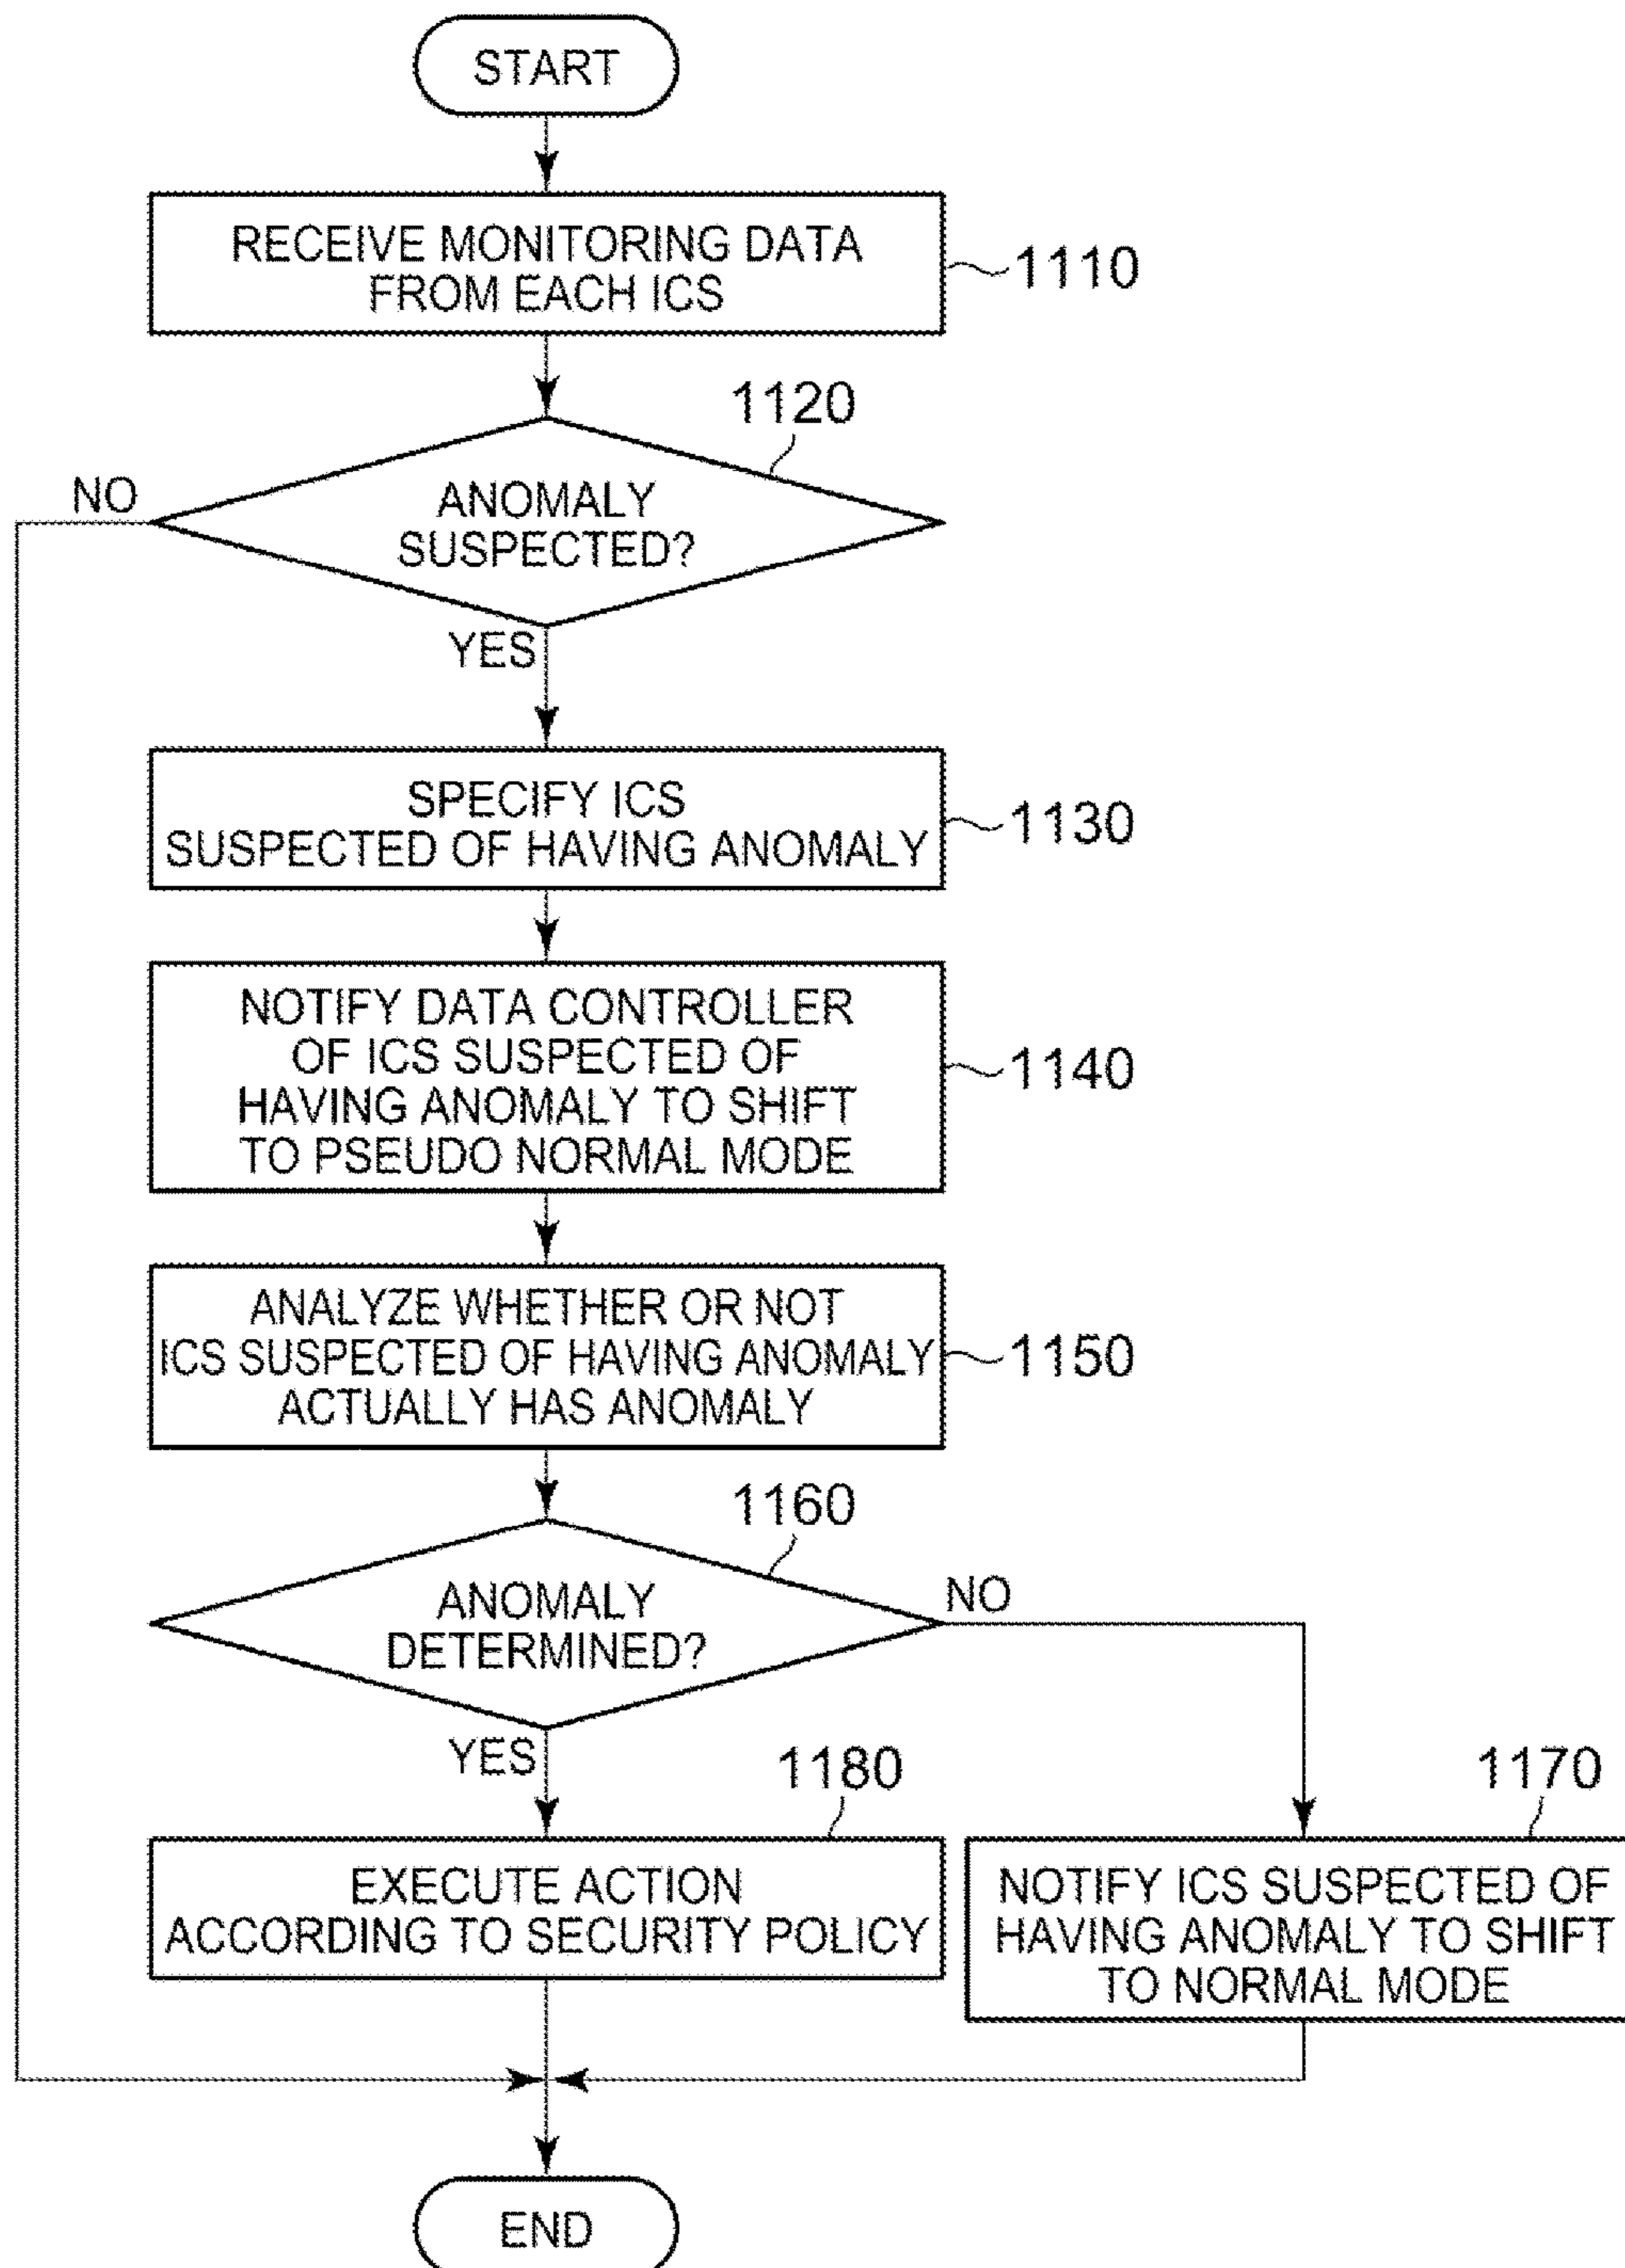 START
RECEIVE MONITORING DATA
FROM EACH ICS
1110
1120
NO
ANOMALY
SUSPECTED?
YES
SPECIFY ICS
SUSPECTED OF HAVING ANOMALY
1130
NOTIFY DATA CONTROLLER
OF ICS SUSPECTED OF
HAVING ANOMALY TO SHIFT
TO PSEUDO NORMAL MODE
1140
ANALYZE WHETHER OR NOT
ICS SUSPECTED OF HAVING ANOMALY
ACTUALLY HAS ANOMALY
1150
1160
ANOMALY
DETERMINED?
NO
YES
1180
EXECUTE ACTION
ACCORDING TO SECURITY POLICY
1170
NOTIFY ICS SUSPECTED OF
HAVING ANOMALY TO SHIFT
TO NORMAL MODE
END